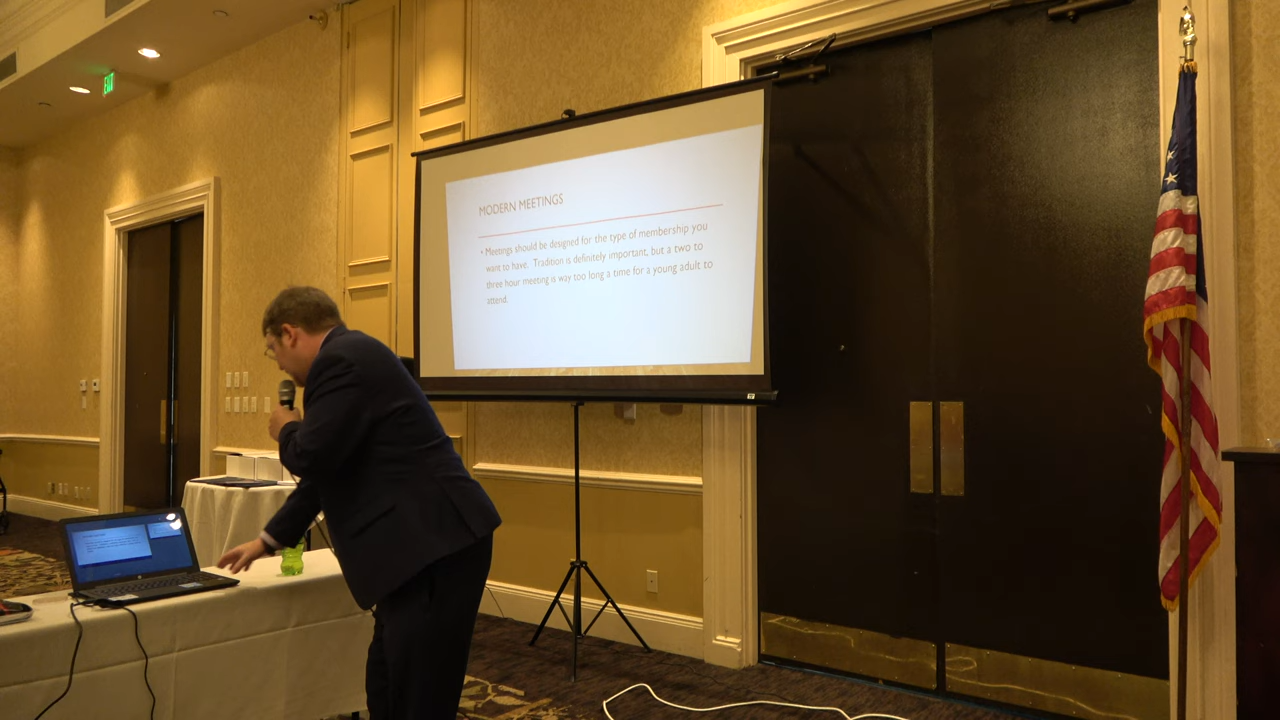 EXIT
MODERN MEETINGS
• Meetings should be designed for the type of membership you
want to have. Tradition is definitely important, but a two to
three hour meeting is way too long a time for a young adult to
attend.